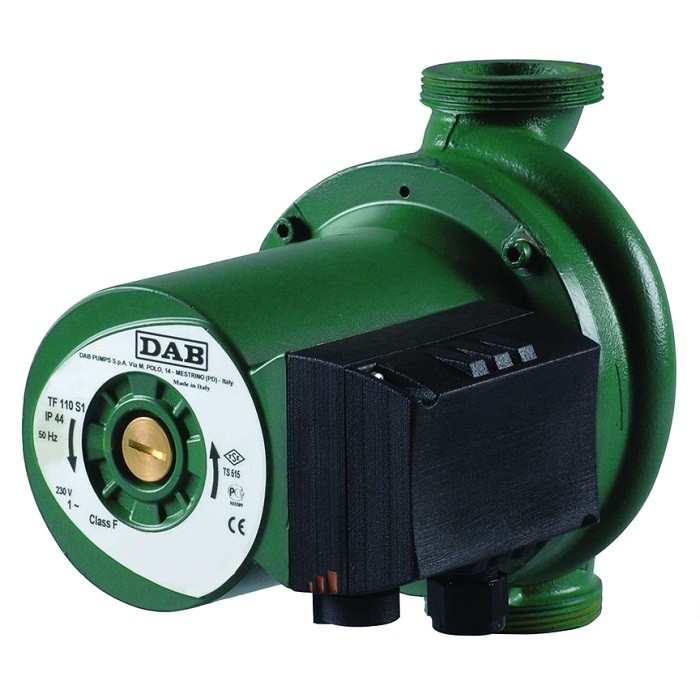 DAB
DAB PUMPS S.p.A. Via M. POLO, 14 - MESTRINO (PD) - Italy
Made in Italy
TF 110 S1
IP 44
50 Hz
TSE
TS 515
230 V
1~
Class F
CE